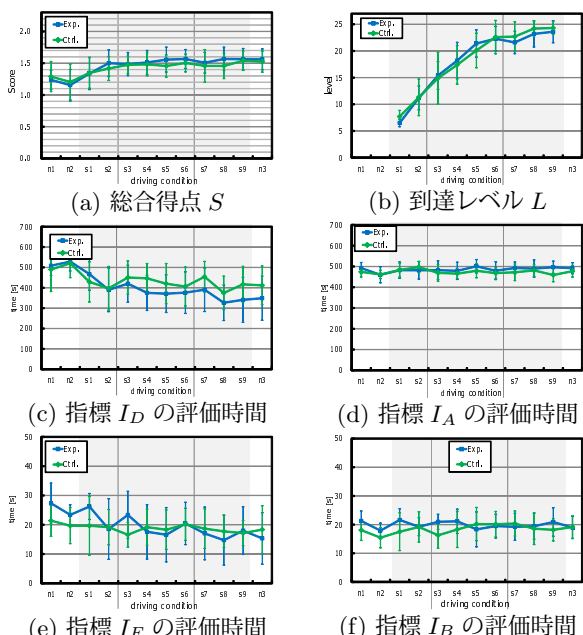 Exp.
Ctrl.
Score
2.0
1.5
1.0
0.5
0.0
n1 n2 s1 s2 s3 s4 s5 s6 s7 s8 s9 n3
driving condition
(a) 総合得点 S
Exp.
Ctrl.
level
25
20
15
10
5
0
n1 n2 s1 s2 s3 s4 s5 s6 s7 s8 s9 n3
driving condition
(b) 到達レベル L
Exp.
Ctrl.
time [s]
700
600
500
400
300
200
100
0
n1 n2 s1 s2 s3 s4 s5 s6 s7 s8 s9 n3
driving condition
(c) 指標 I_D の評価時間
Exp.
Ctrl.
time [s]
700
600
500
400
300
200
100
0
n1 n2 s1 s2 s3 s4 s5 s6 s7 s8 s9 n3
driving condition
(d) 指標 I_A の評価時間
Exp.
Ctrl.
time [s]
50
40
30
20
10
0
n1 n2 s1 s2 s3 s4 s5 s6 s7 s8 s9 n3
driving condition
(e) 指標 I_E の評価時間
Exp.
Ctrl.
time [s]
50
40
30
20
10
0
n1 n2 s1 s2 s3 s4 s5 s6 s7 s8 s9 n3
driving condition
(f) 指標 I_B の評価時間